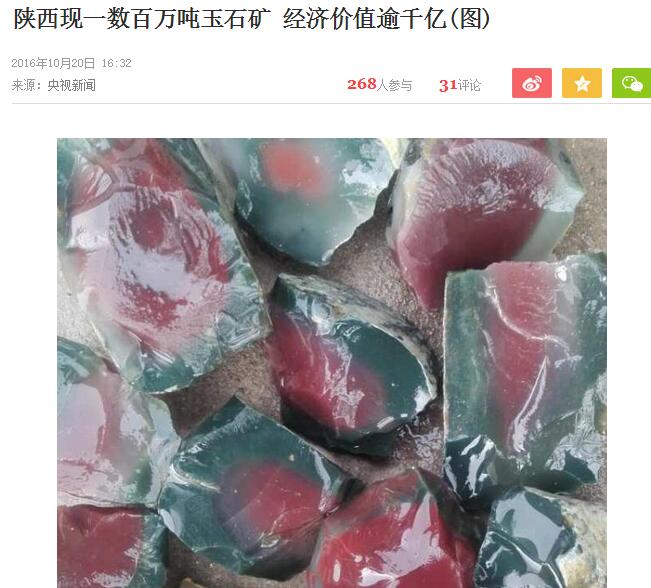 陕西现一数百万吨玉石矿 经济价值逾千亿(图)
2016年10月20日 16:32
来源：央视新闻
268人参与 31评论